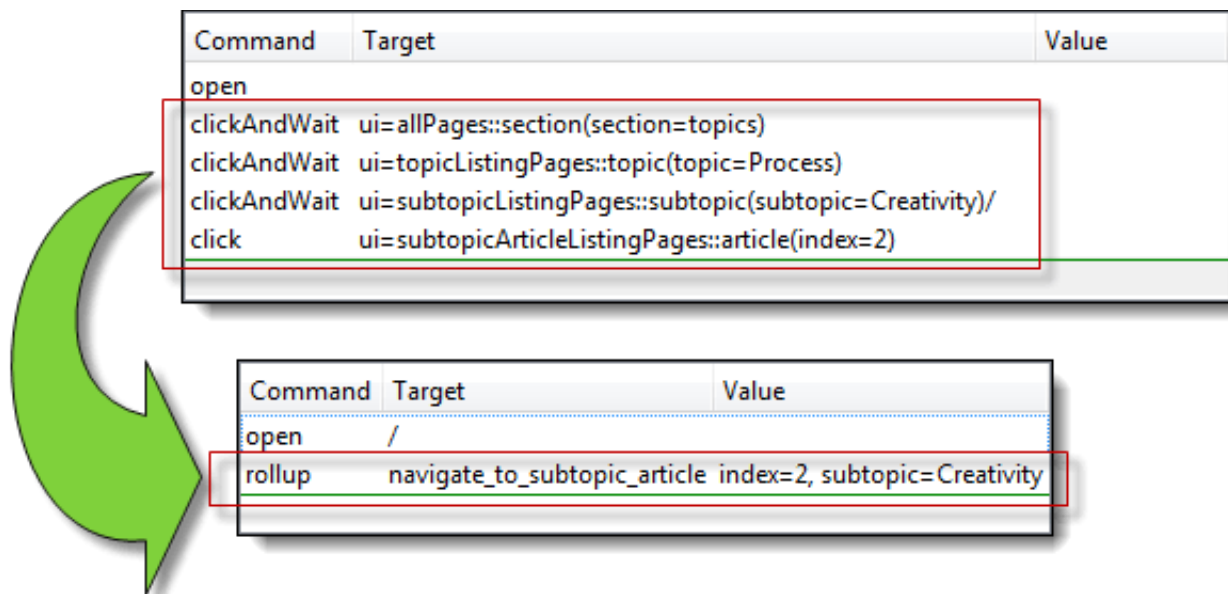 Command Target Value
open
clickAndWait ui=allPages::section(section=topics)
clickAndWait ui=topicListingPages::topic(topic=Process)
clickAndWait ui=subtopicListingPages::subtopic(subtopic=Creativity)/
click ui=subtopicArticleListingPages::article(index=2)
Command Target Value
open /
rollup navigate_to_subtopic_article index=2, subtopic=Creativity